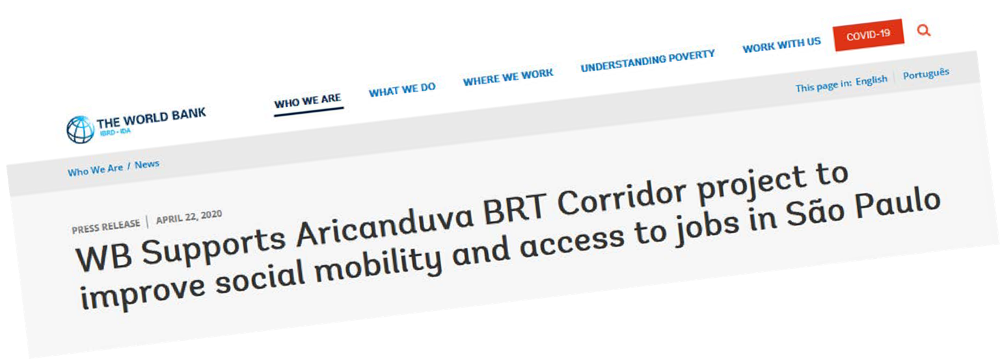 THE WORLD BANK
IBRD • IDA
WHO WE ARE
WHAT WE DO
WHERE WE WORK
UNDERSTANDING POVERTY
WORK WITH US
COVID-19
This page in: English | Português
Who We Are / News
PRESS RELEASE | APRIL 22, 2020
WB Supports Aricanduva BRT Corridor project to
improve social mobility and access to jobs in São Paulo